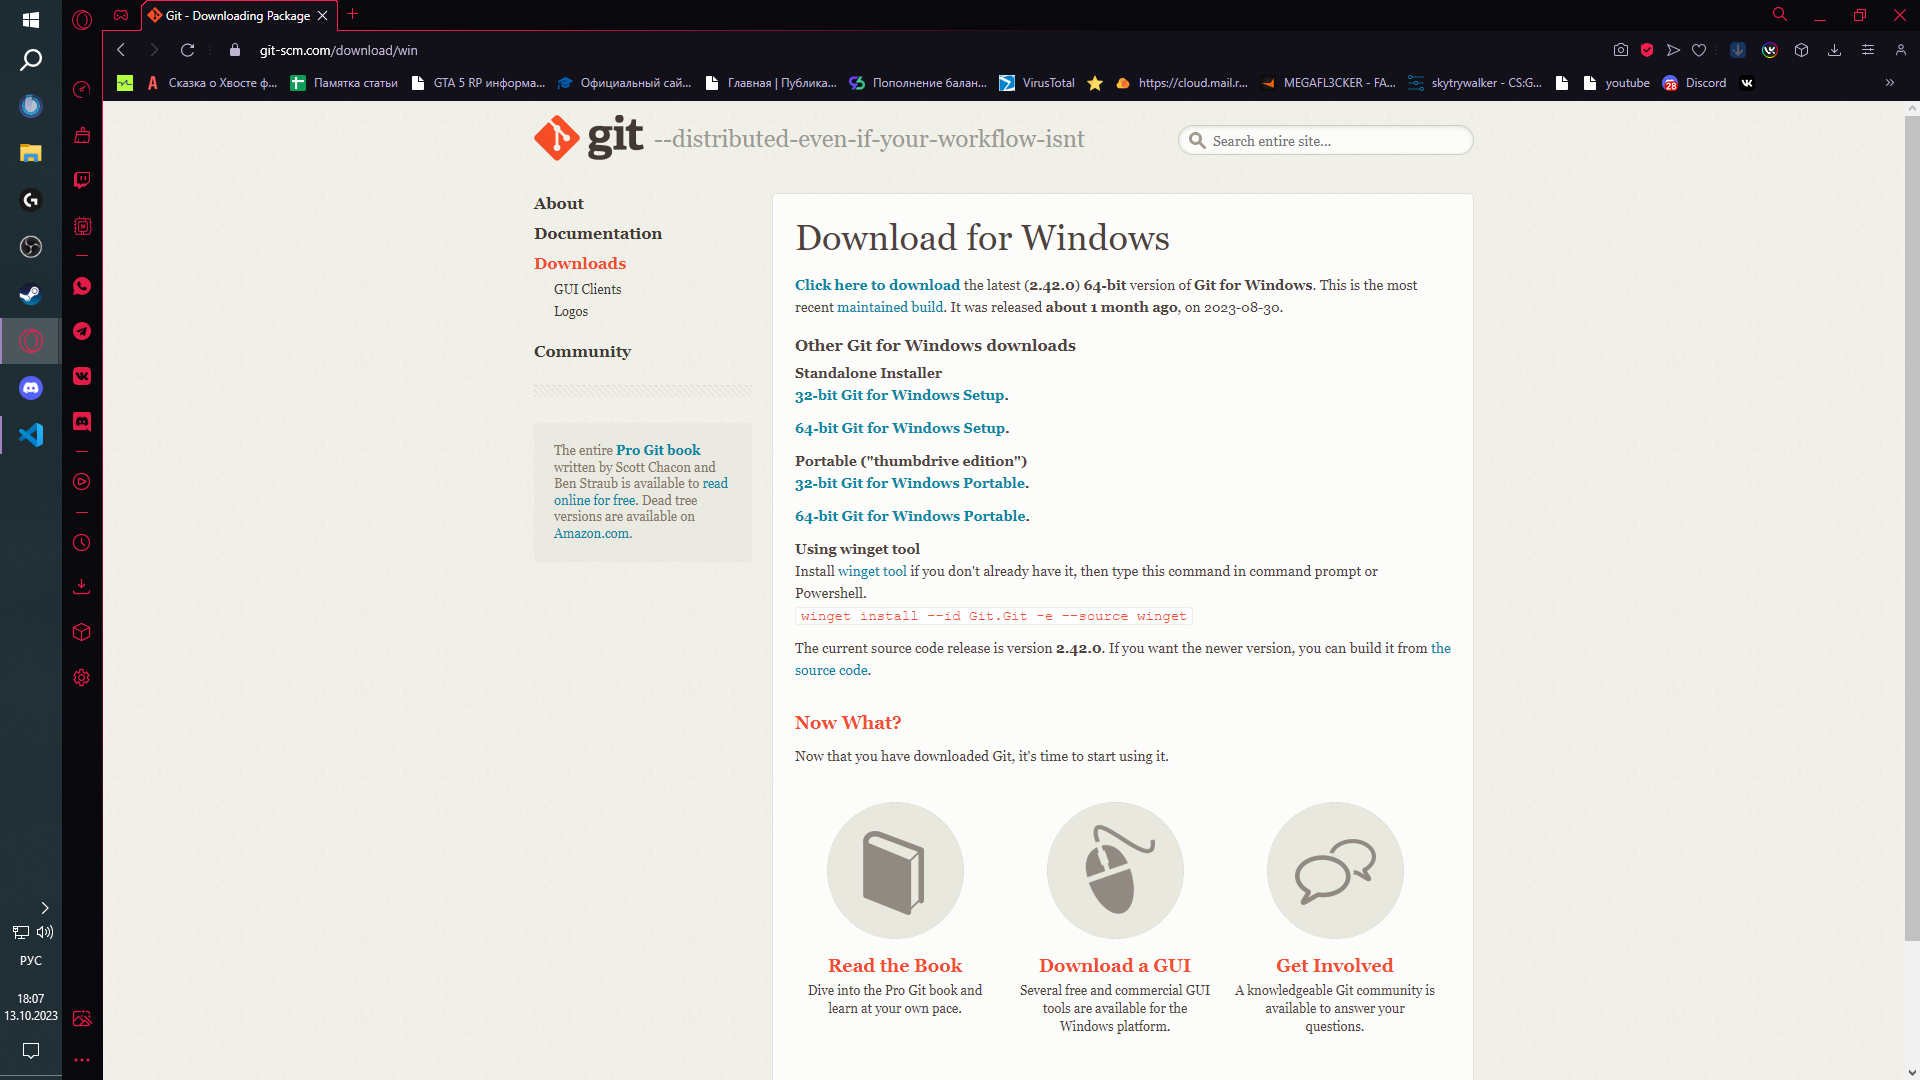 Git - Downloading Package
git-scm.com/download/win
Сказка о Хвосте ф...
Памятка статьи
GTA 5 RP информа...
Официальный сай...
Главная | Публика...
Пополнение балан...
VirusTotal
https://cloud.mail.r...
MEGAFL3CKER - FA...
skytrywalker - CS:G...
youtube
28
Discord
»
git --distributed-even-if-your-workflow-isnt
Search entire site...
About
Documentation
Downloads
GUI Clients
Logos
Community
The entire Pro Git book
written by Scott Chacon and
Ben Straub is available to read
online for free. Dead tree
versions are available on
Amazon.com.
Download for Windows
Click here to download the latest (2.42.0) 64-bit version of Git for Windows. This is the most
recent maintained build. It was released about 1 month ago, on 2023-08-30.
Other Git for Windows downloads
Standalone Installer
32-bit Git for Windows Setup.
64-bit Git for Windows Setup.
Portable ("thumbdrive edition")
32-bit Git for Windows Portable.
64-bit Git for Windows Portable.
Using winget tool
Install winget tool if you don't already have it, then type this command in command prompt or
Powershell.
winget install --id Git.Git -e --source winget
The current source code release is version 2.42.0. If you want the newer version, you can build it from the
source code.
Now What?
Now that you have downloaded Git, it's time to start using it.
Read the Book
Dive into the Pro Git book and
learn at your own pace.
Download a GUI
Several free and commercial GUI
tools are available for the
Windows platform.
Get Involved
A knowledgeable Git community is
available to answer your
questions.
РУС
18:07
13.10.2023